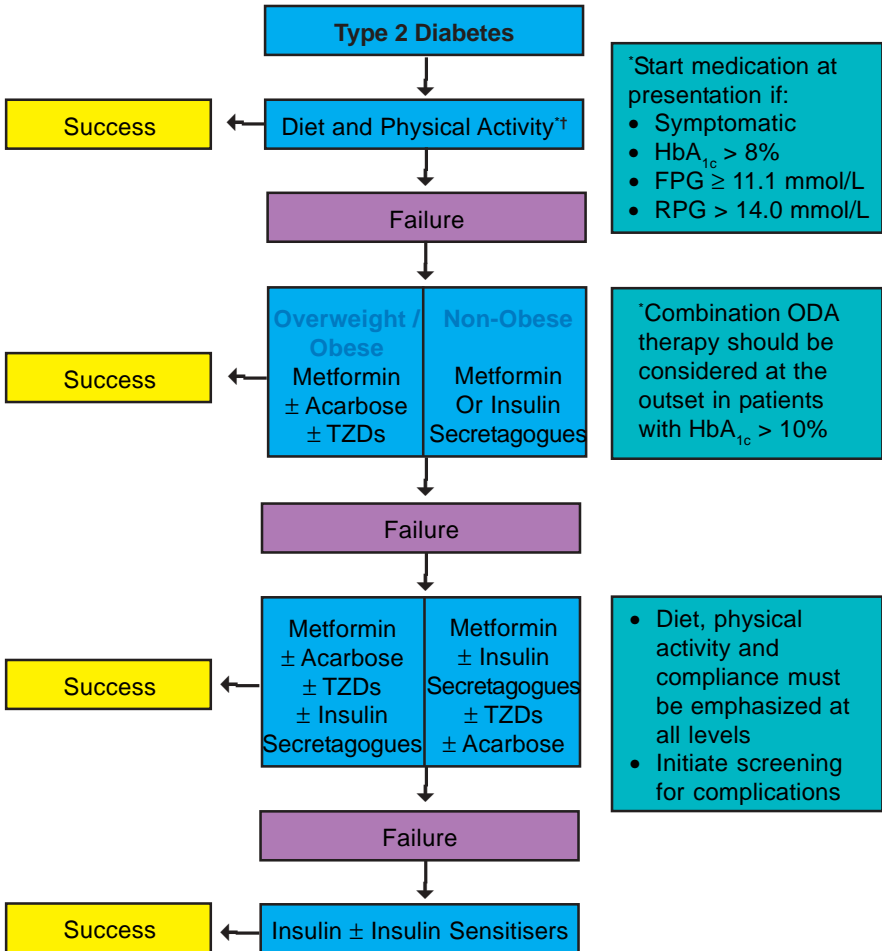 Type 2 Diabetes
*Start medication at
presentation if:
• Symptomatic
• HbA1c > 8%
• FPG ≥ 11.1 mmol/L
• RPG > 14.0 mmol/L
Success
Diet and Physical Activity*†
Failure
Overweight /
Obese
Metformin
± Acarbose
± TZDs
Non-Obese
Metformin
Or Insulin
Secretagogues
Success
*Combination ODA
therapy should be
considered at the
outset in patients
with HbA1c > 10%
Failure
Metformin
± Acarbose
± TZDs
± Insulin
Secretagogues
Metformin
± Insulin
Secretagogues
± TZDs
± Acarbose
Success
• Diet, physical
activity and
compliance must
be emphasized at
all levels
• Initiate screening
for complications
Failure
Success
Insulin ± Insulin Sensitisers